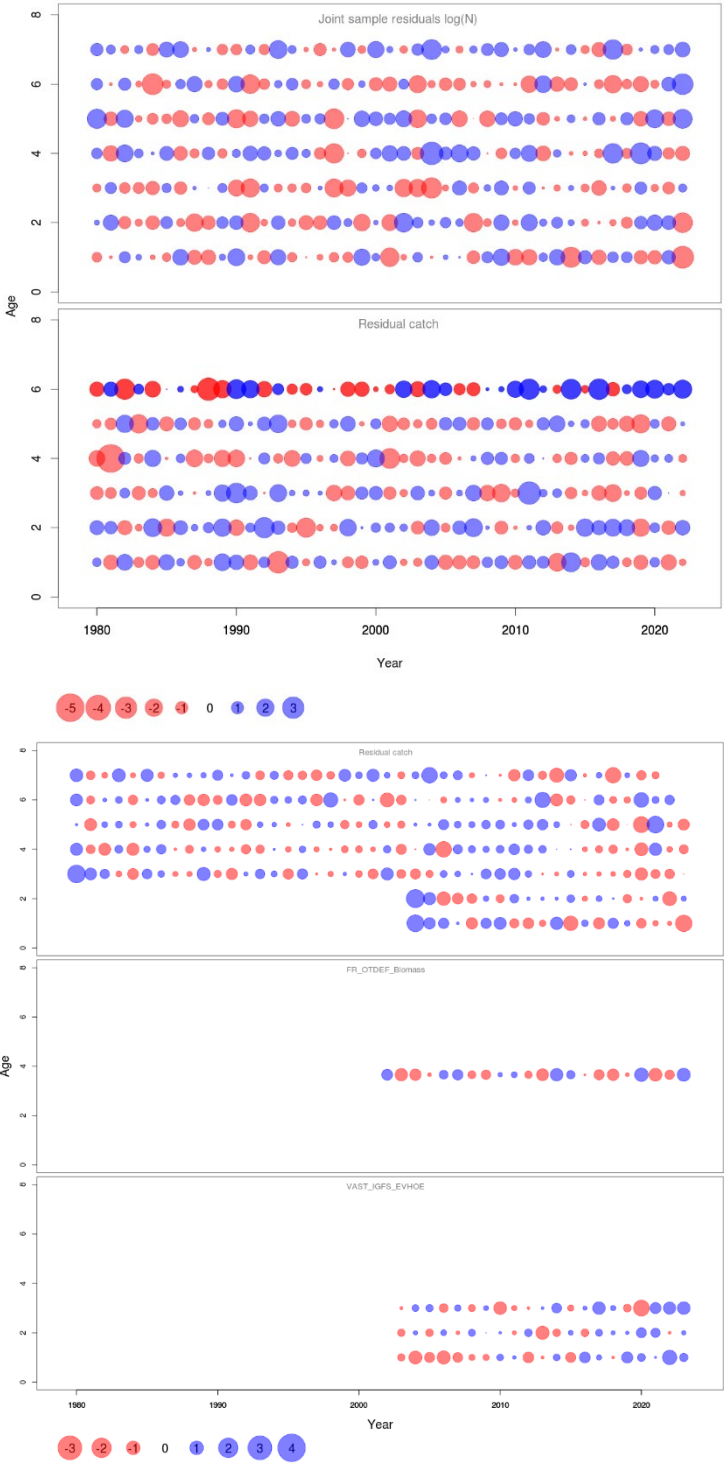 Joint sample residuals log(N)
8
6
4
2
0
Age
Residual catch
8
6
4
2
0
1980 1990 2000 2010 2020
Year
-5 -4 -3 -2 -1 0 1 2 3
Residual catch
8
6
4
2
0
FR_OTDEF_Biomass
8
6
4
2
0
Age
VAST_IGFS_EVHOE
8
6
4
2
0
1980 1990 2000 2010 2020
Year
-3 -2 -1 0 1 2 3 4